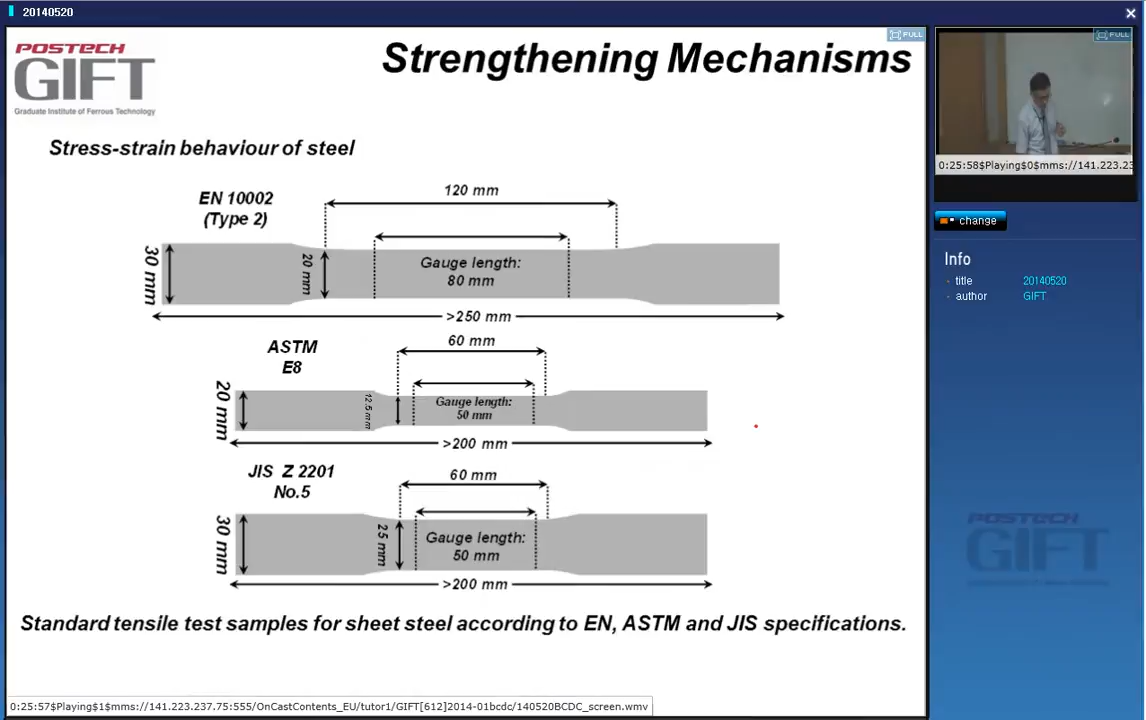 20140520
POSTECH
GIFT
Graduate Institute of Ferrous Technology
Strengthening Mechanisms
FULL
Stress-strain behaviour of steel
EN 10002
(Type 2)
120 mm
30 mm
20 mm
Gauge length:
80 mm
>250 mm
ASTM
E8
60 mm
20 mm
12.5 mm
Gauge length:
50 mm
>200 mm
JIS Z 2201
No.5
60 mm
30 mm
25 mm
Gauge length:
50 mm
>200 mm
Standard tensile test samples for sheet steel according to EN, ASTM and JIS specifications.
0:25:57$Playing$1$mms://141.223.237.75:555/OnCastContents_EU/tutor1/GIFT[612]2014-01bcdc/140520BCDC_screen.wmv
FULL
0:25:58$Playing$0$mms://141.223.23
change
Info
title 20140520
author GIFT
POSTECH
GIFT